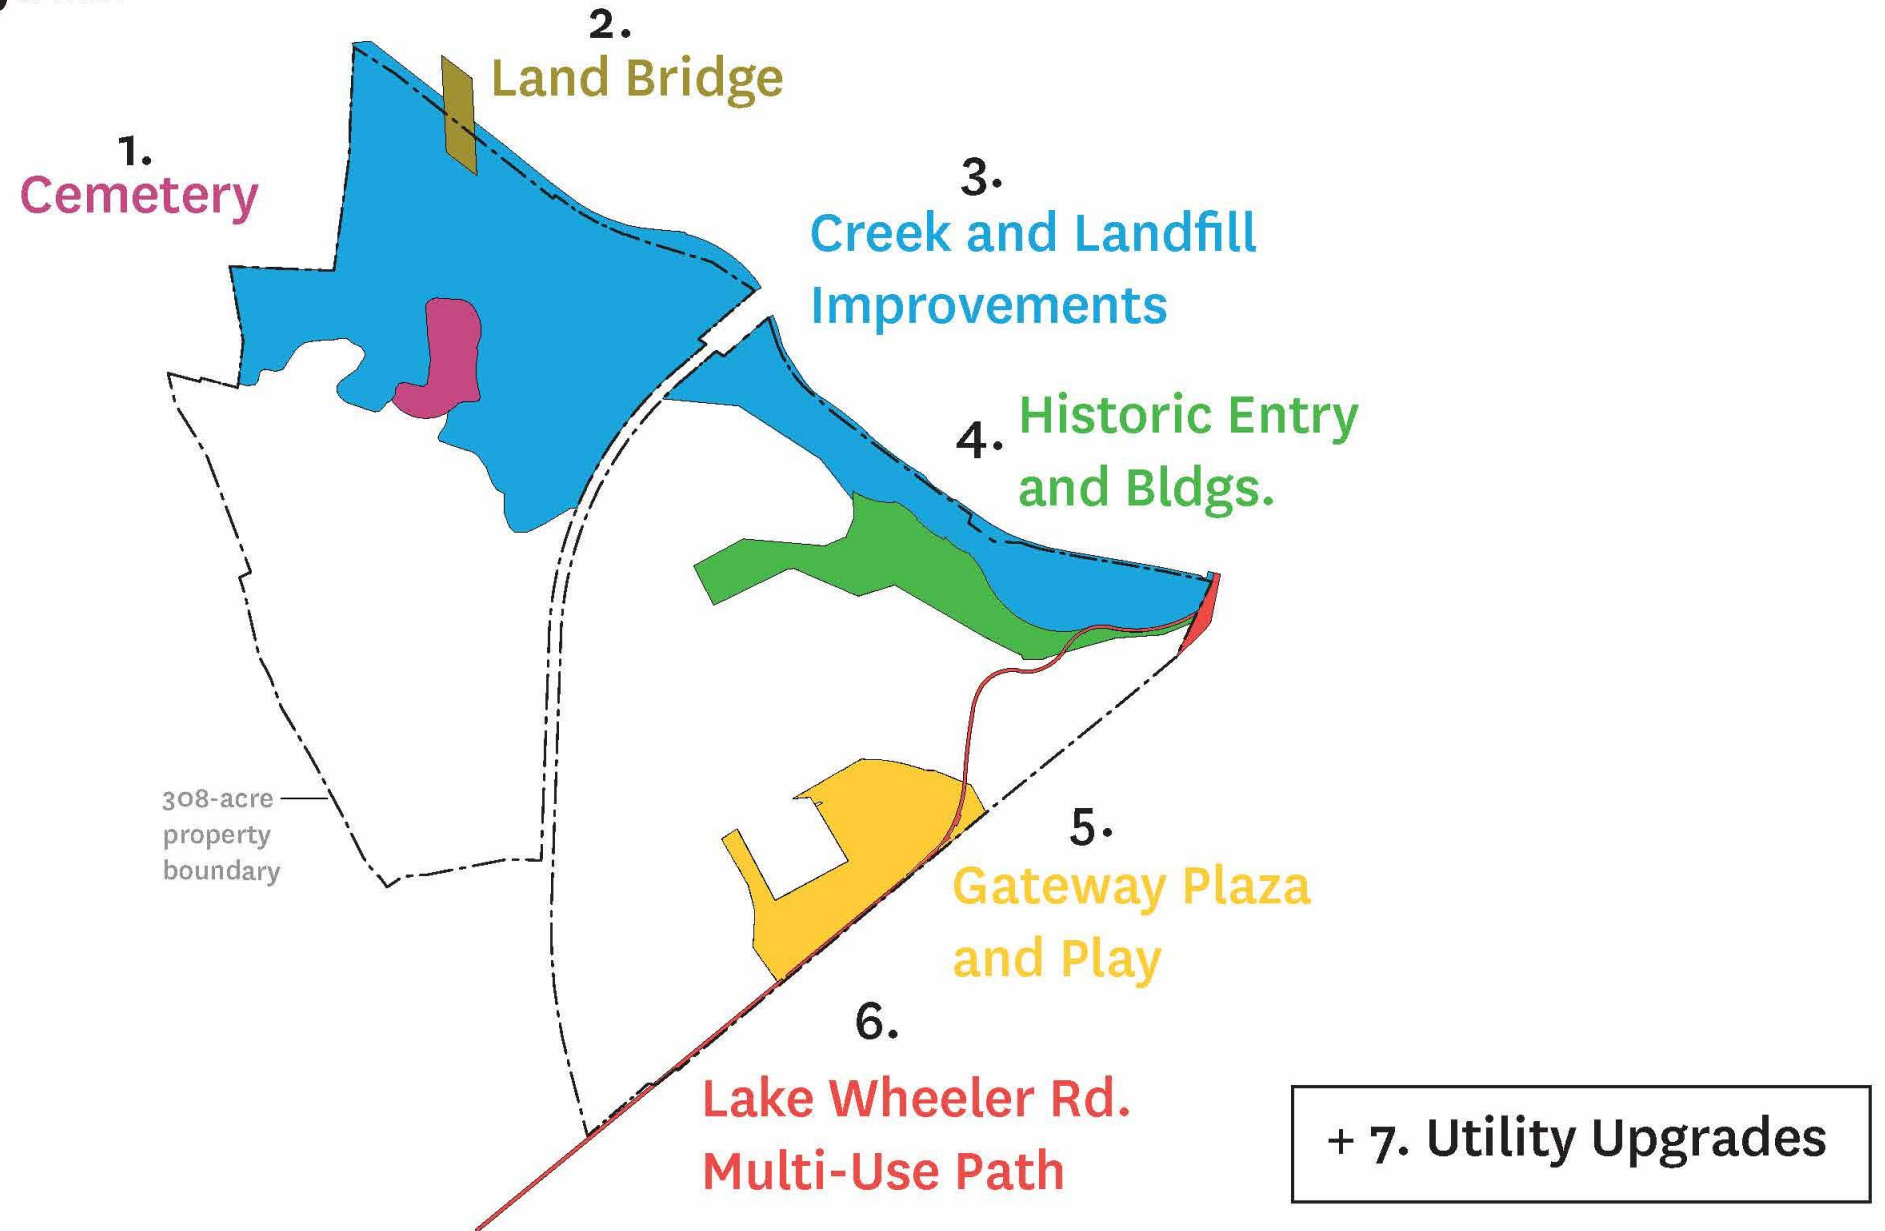 2.
Land Bridge
1.
Cemetery
3.
Creek and Landfill
Improvements
4.
Historic Entry
and Bldgs.
308-acre
property
boundary
5.
Gateway Plaza
and Play
6.
Lake Wheeler Rd.
Multi-Use Path
+ 7. Utility Upgrades